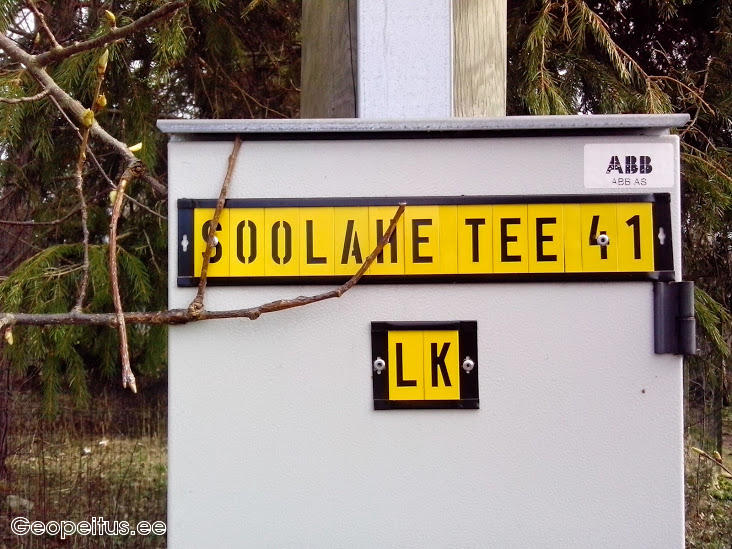 ABB
ABB AS
SOOLAHE TEE 41
LK
Geopeitus.ee